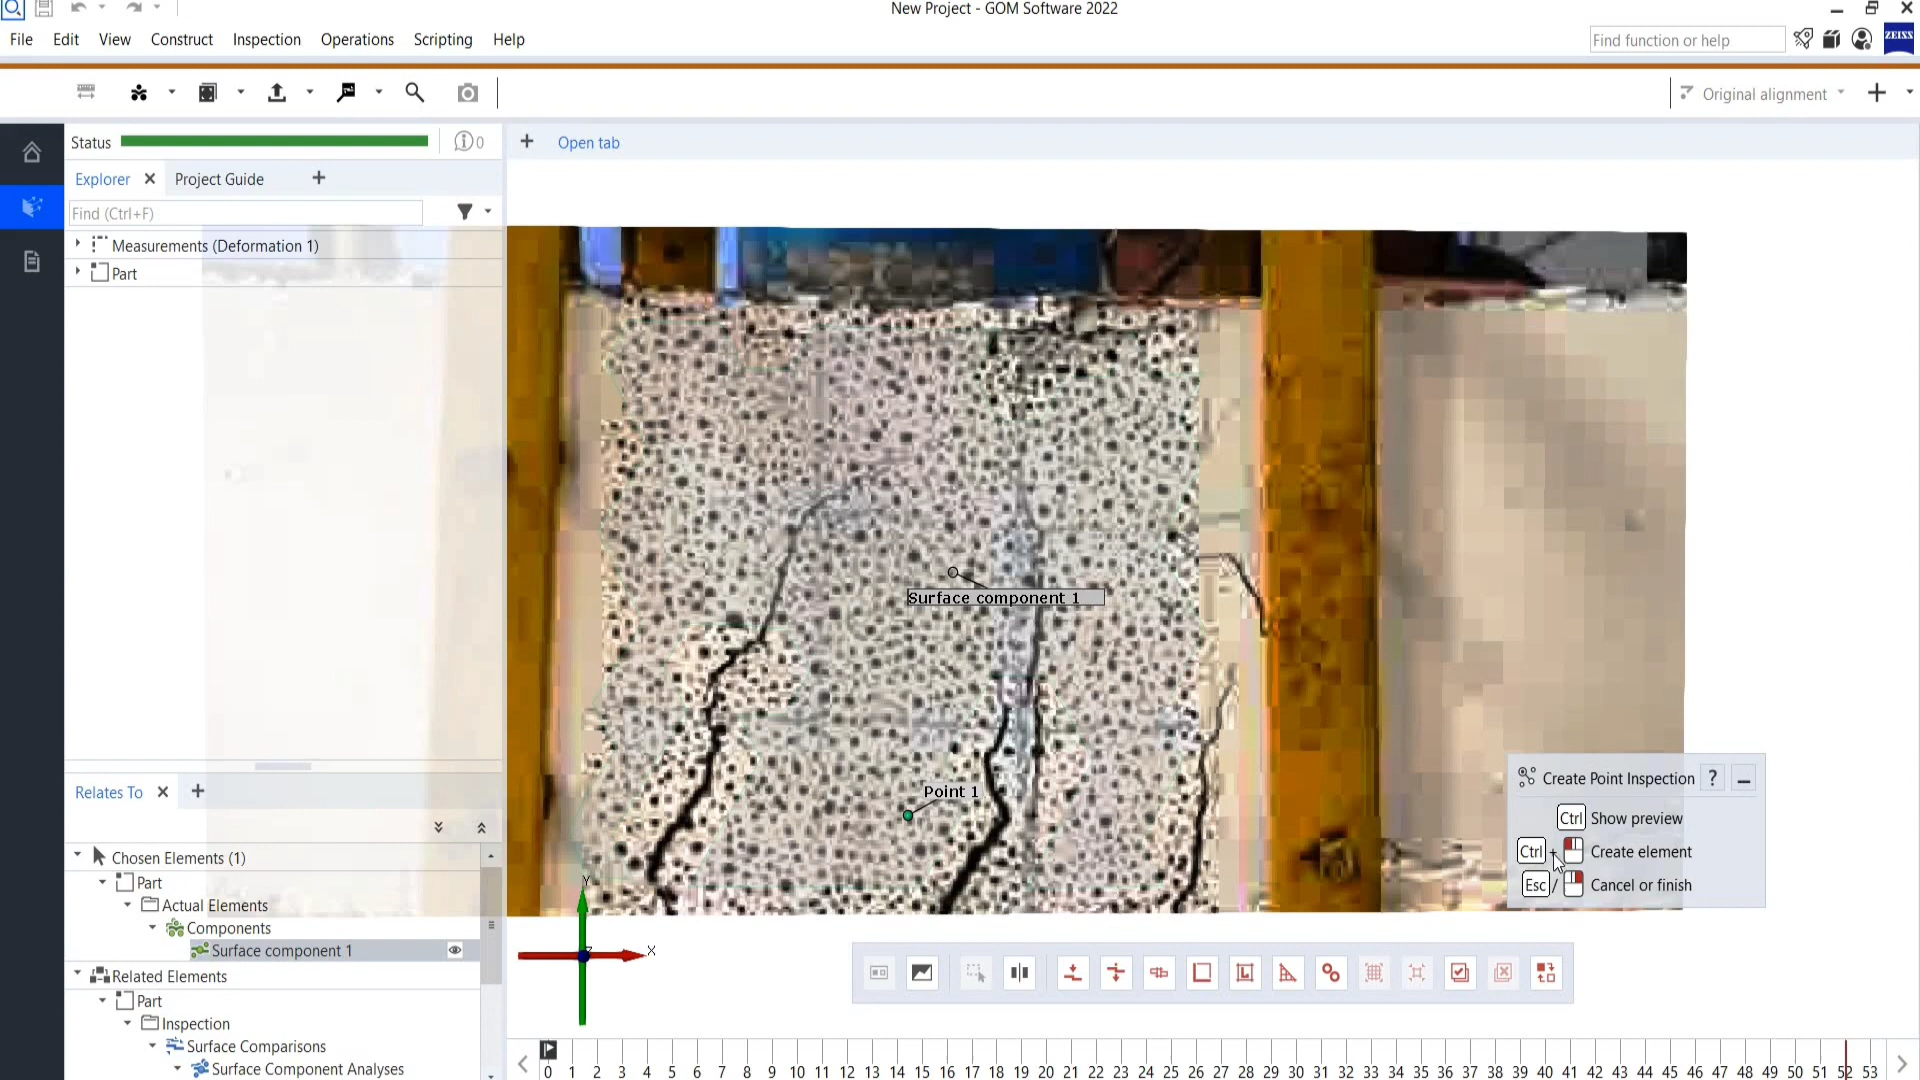 New Project - GOM Software 2022
File Edit View Construct Inspection Operations Scripting Help
Find function or help
ZEISS
Original alignment
Status
0
Open tab
Explorer
Project Guide
Find (Ctrl+F)
Measurements (Deformation 1)
Part
Surface component 1
Point 1
Create Point Inspection ?
Ctrl Show preview
Ctrl + Create element
Esc / Cancel or finish
Relates To
Chosen Elements (1)
Part
Actual Elements
Components
Surface component 1
Related Elements
Part
Inspection
Surface Comparisons
Surface Component Analyses
Y
Z
X
0 1 2 3 4 5 6 7 8 9 10 11 12 13 14 15 16 17 18 19 20 21 22 23 24 25 26 27 28 29 30 31 32 33 34 35 36 37 38 39 40 41 42 43 44 45 46 47 48 49 50 51 52 53